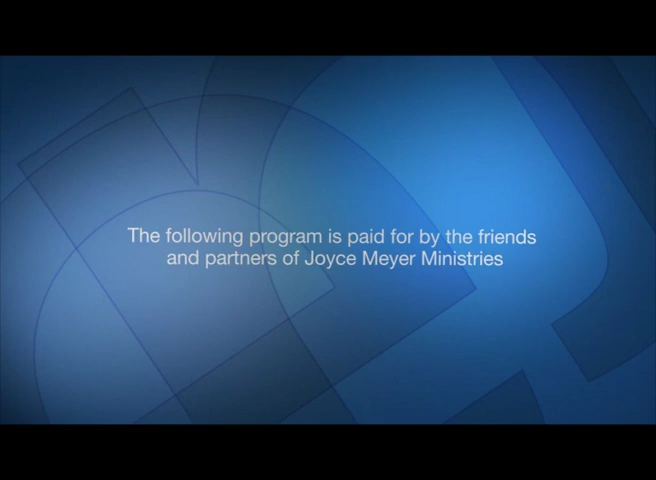 The following program is paid for by the friends
and partners of Joyce Meyer Ministries